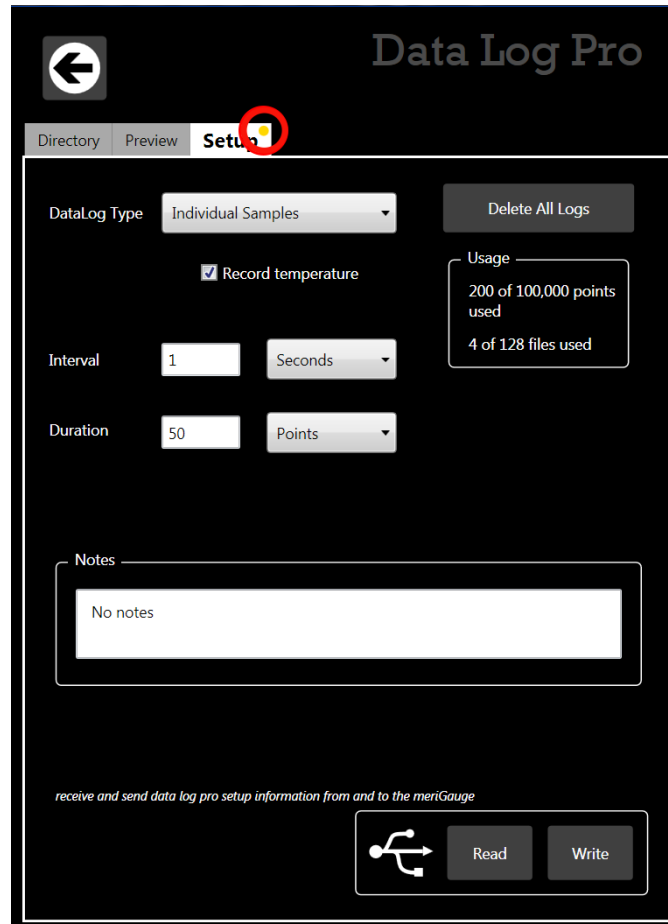 Data Log Pro
Directory Preview Setup
DataLog Type Individual Samples Delete All Logs
Record temperature
Usage
200 of 100,000 points
used
4 of 128 files used
Interval 1 Seconds
Duration 50 Points
Notes
No notes
receive and send data log pro setup information from and to the meriGauge
Read Write